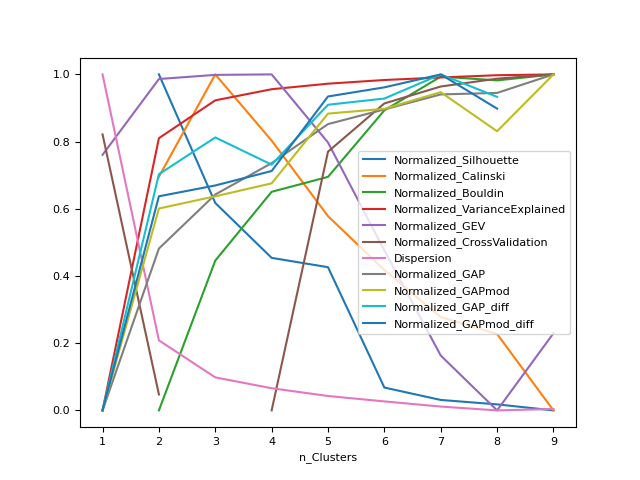 1.0
0.8
0.6
0.4
0.2
0.0
Normalized_Silhouette
Normalized_Calinski
Normalized_Bouldin
Normalized_VarianceExplained
Normalized_GEV
Normalized_CrossValidation
Dispersion
Normalized_GAP
Normalized_GAPmod
Normalized_GAP_diff
Normalized_GAPmod_diff
1 2 3 4 5 6 7 8 9
n_Clusters